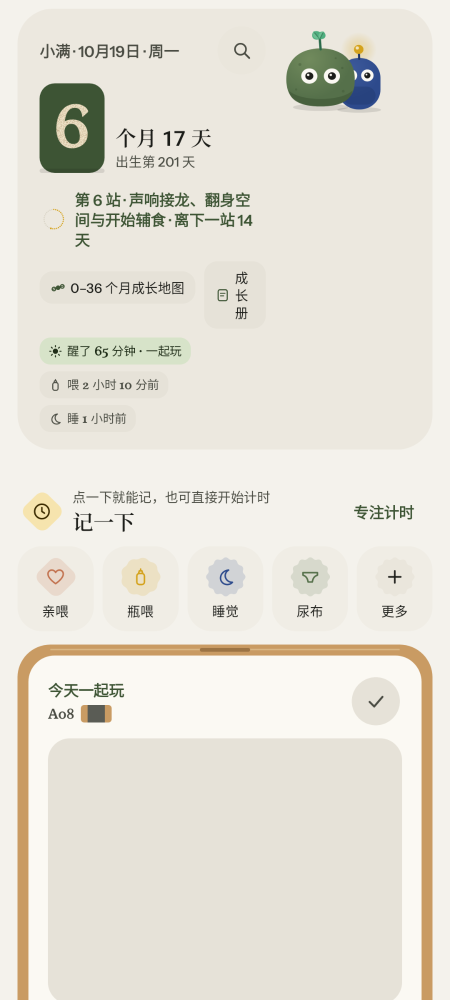 小满·10月19日·周一
6
个月 17 天
出生第 201 天
第 6 站·声响接龙、翻身空
间与开始辅食·离下一站 14
天
0–36 个月成长地图
成
长
册
醒了 65 分钟·一起玩
喂 2 小时 10 分前
睡 1 小时前
点一下就能记，也可直接开始计时
记一下
专注计时
亲喂
瓶喂
睡觉
尿布
更多
今天一起玩
A08